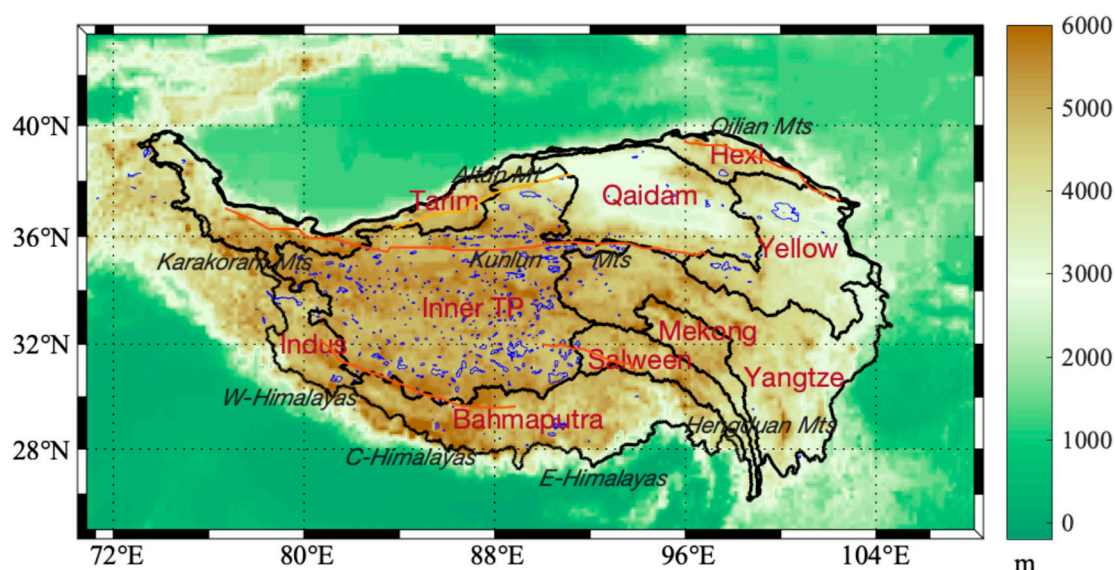 6000
5000
4000
3000
2000
1000
0
m
40°N
36°N
32°N
28°N
72°E
80°E
88°E
96°E
104°E
Qilian Mts
Hexi
Altun Mt
Tarim
Qaidam
Yellow
Karakoram Mts
Kunlun Mts
Inner TP
Indus
Mekong
Salween
Yangtze
W-Himalayas
Bahmaputra
Hengduan Mts
C-Himalayas
E-Himalayas